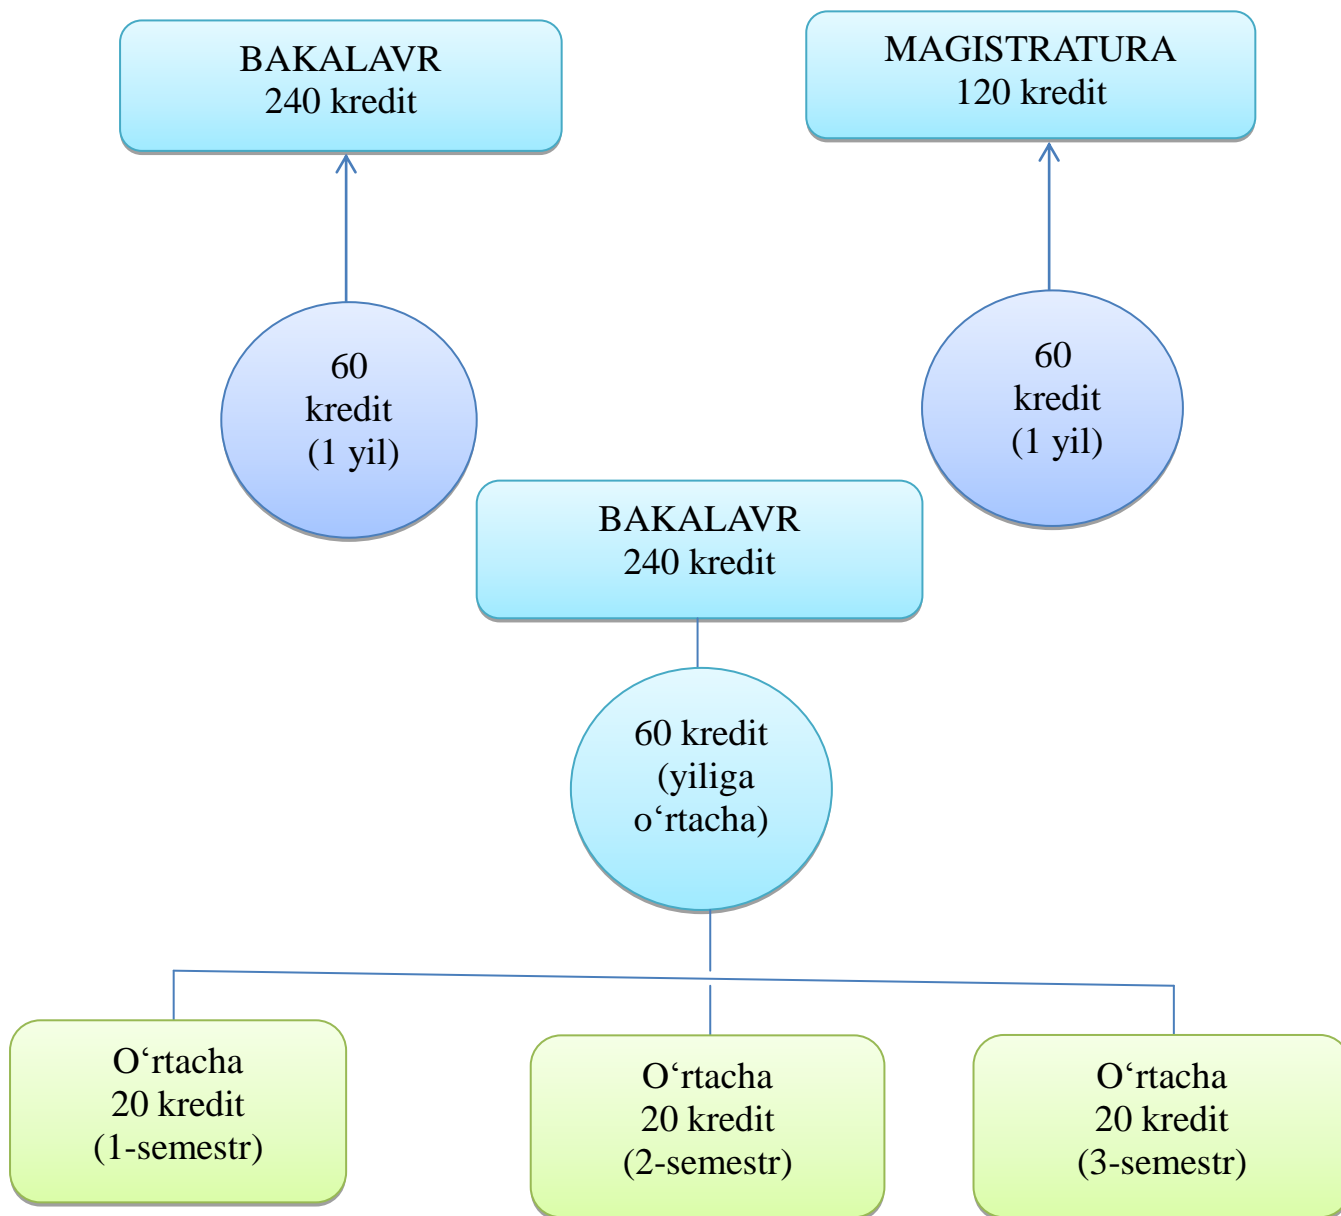 BAKALAVR
240 kredit
MAGISTRATURA
120 kredit
60
kredit
(1 yil)
60
kredit
(1 yil)
BAKALAVR
240 kredit
60 kredit
(yiliga
o‘rtacha)
O‘rtacha
20 kredit
(1-semestr)
O‘rtacha
20 kredit
(2-semestr)
O‘rtacha
20 kredit
(3-semestr)